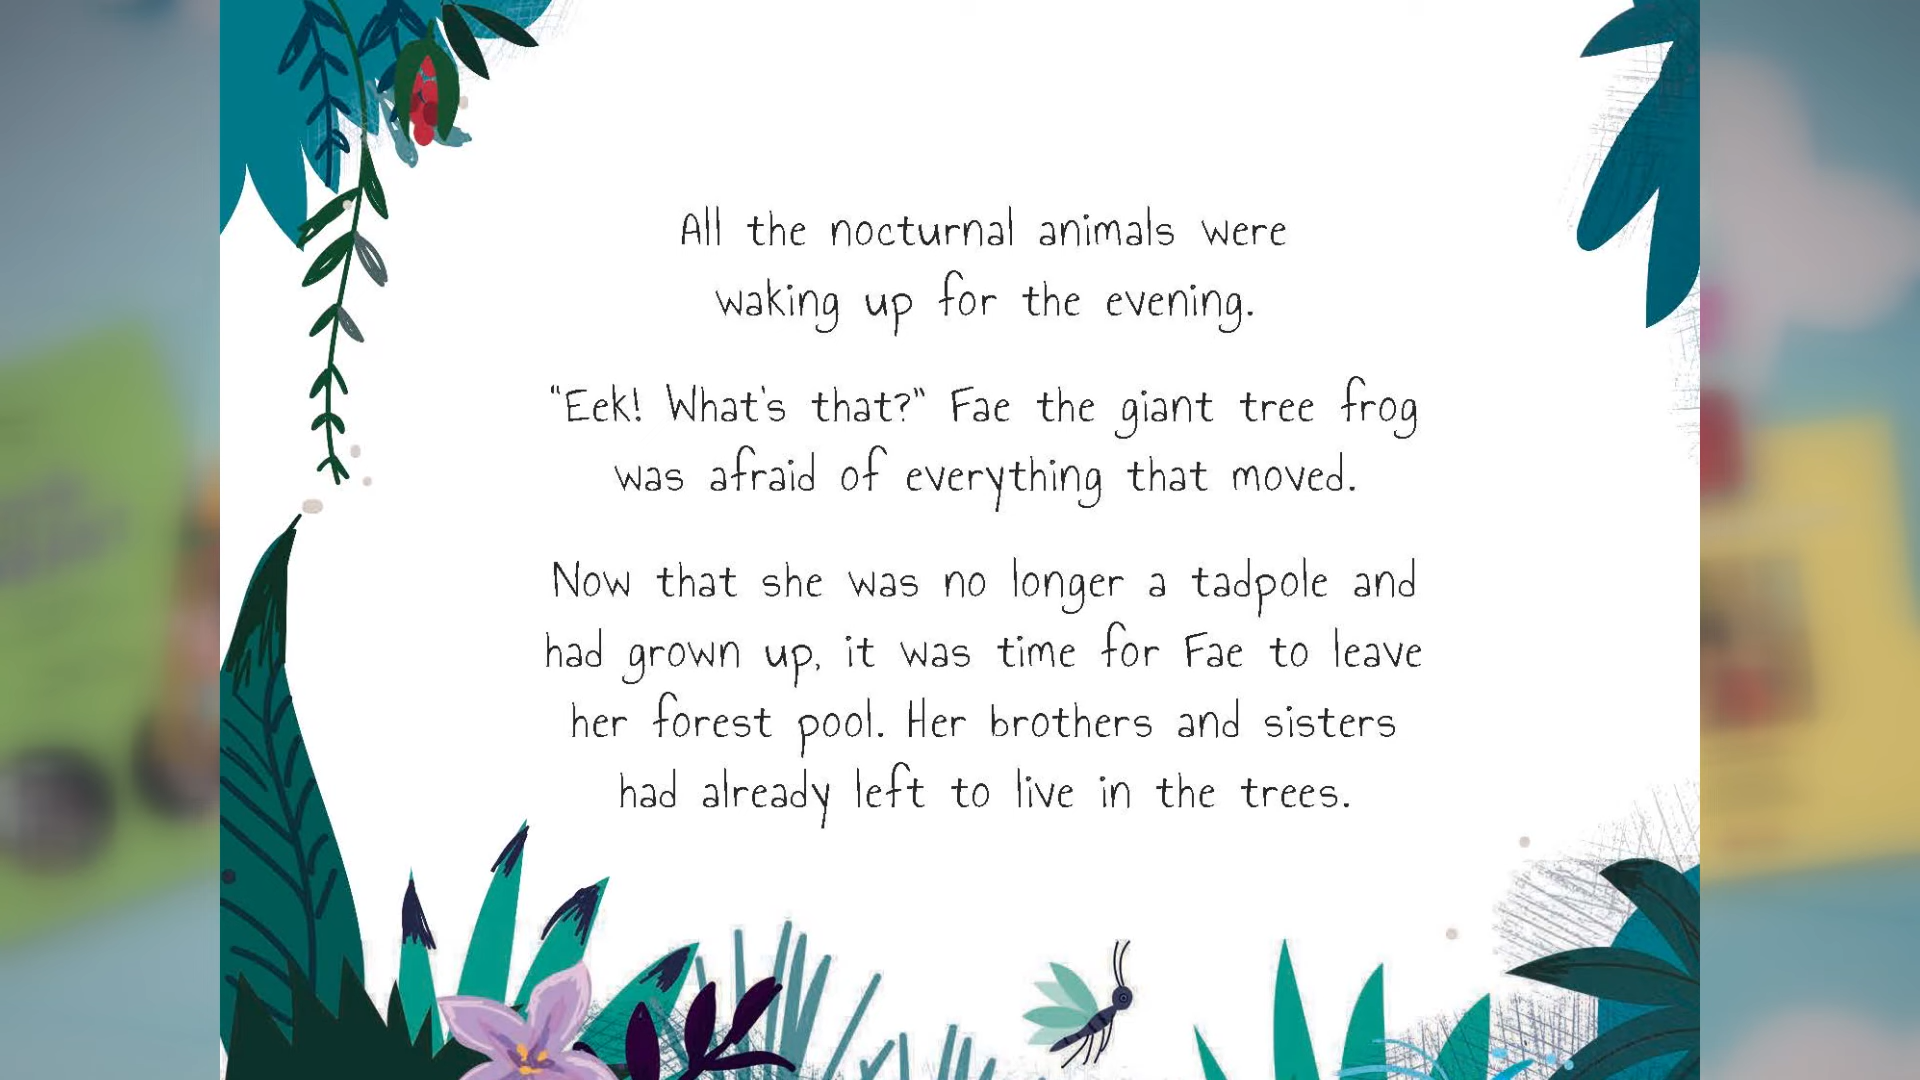 All the nocturnal animals were
waking up for the evening.
"Eek! What's that?" Fae the giant tree frog
was afraid of everything that moved.
Now that she was no longer a tadpole and
had grown up, it was time for Fae to leave
her forest pool. Her brothers and sisters
had already left to live in the trees.